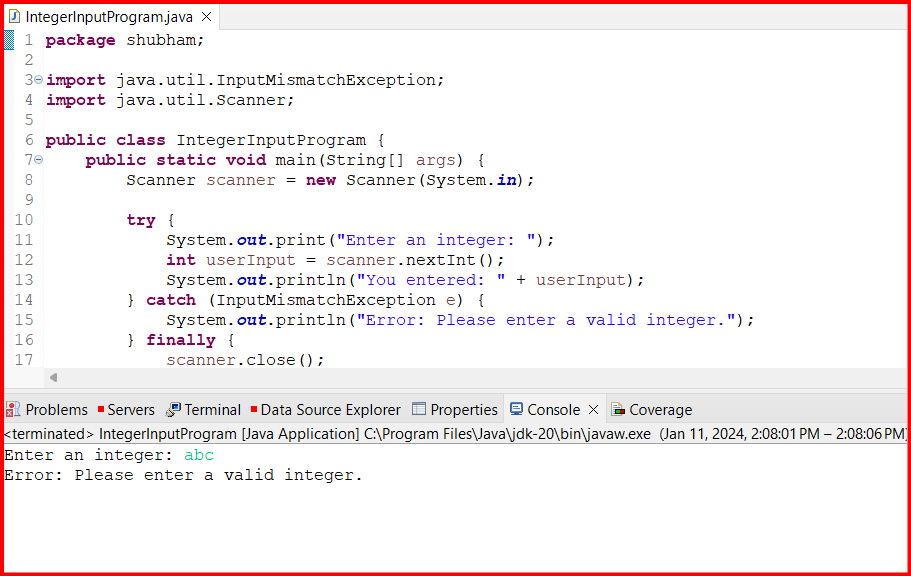 IntegerInputProgram.java
1 package shubham;
2
3 import java.util.InputMismatchException;
4 import java.util.Scanner;
5
6 public class IntegerInputProgram {
7     public static void main(String[] args) {
8         Scanner scanner = new Scanner(System.in);
9
10         try {
11             System.out.print("Enter an integer: ");
12             int userInput = scanner.nextInt();
13             System.out.println("You entered: " + userInput);
14         } catch (InputMismatchException e) {
15             System.out.println("Error: Please enter a valid integer.");
16         } finally {
17             scanner.close();
Problems Servers Terminal Data Source Explorer Properties Console Coverage
<terminated> IntegerInputProgram [Java Application] C:\Program Files\Java\jdk-20\bin\javaw.exe (Jan 11, 2024, 2:08:01 PM – 2:08:06 PM)
Enter an integer: abc
Error: Please enter a valid integer.